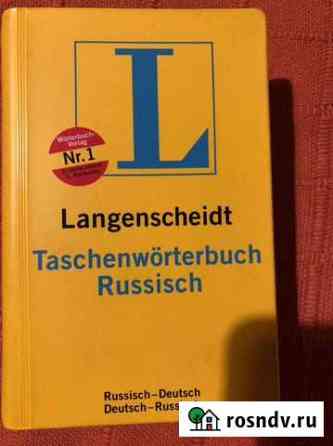 L
Wörterbuch-
Verlag
Nr. 1
Langenscheidt
Taschenwörterbuch
Russisch
Russisch–Deutsch
Deutsch–Russ
rosndv.ru